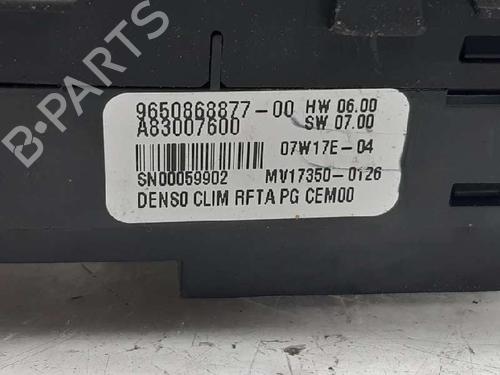 9650868877-00 HW 06.00
A83007600 SW 07.00
07W17E-04
SN00059902 MV17350-0126
DENSO CLIM RFTA PG CEM00